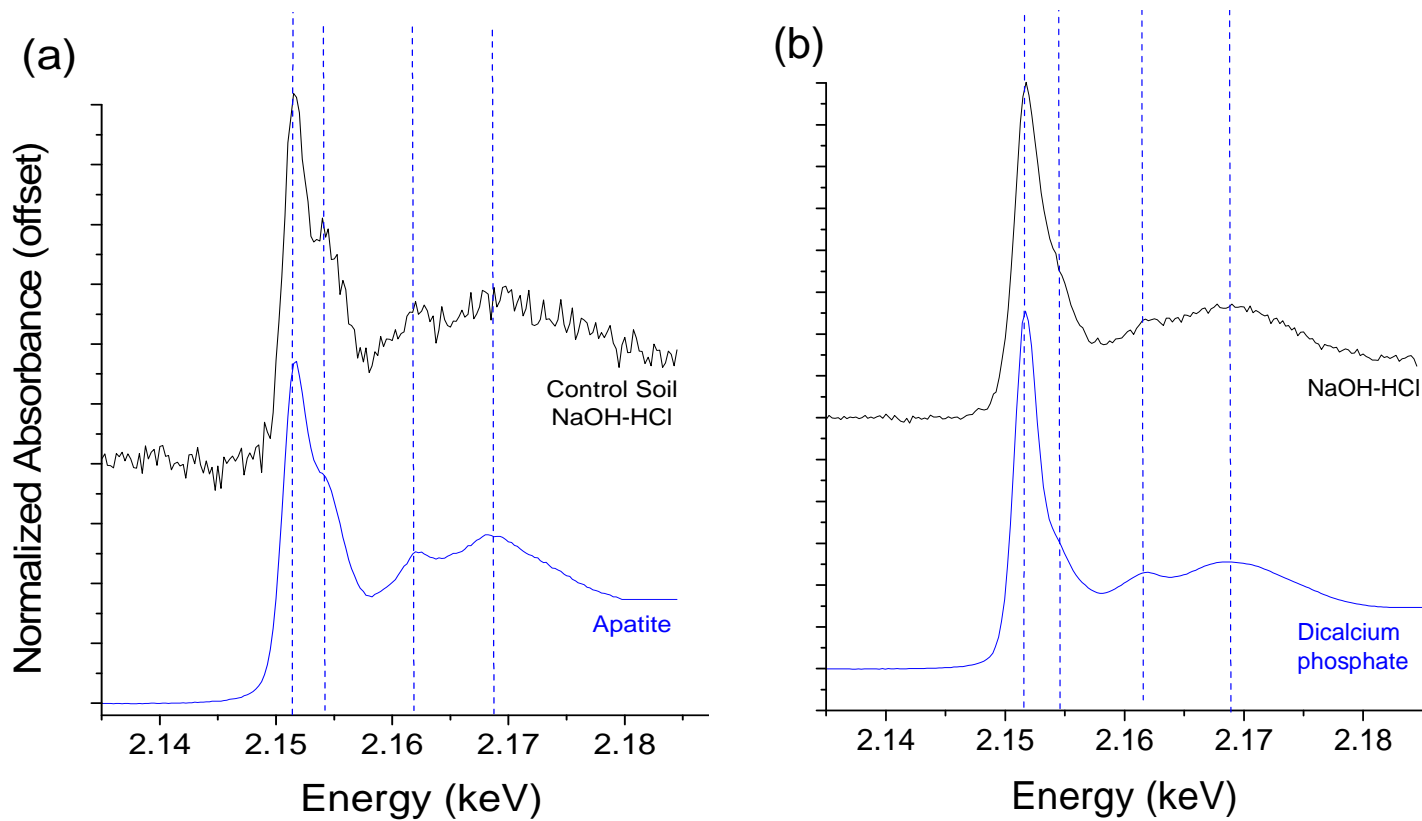 (a)
Normalized Absorbance (offset)
Control Soil
NaOH-HCl
Apatite
2.14 2.15 2.16 2.17 2.18
Energy (keV)
(b)
NaOH-HCl
Dicalcium
phosphate
2.14 2.15 2.16 2.17 2.18
Energy (keV)